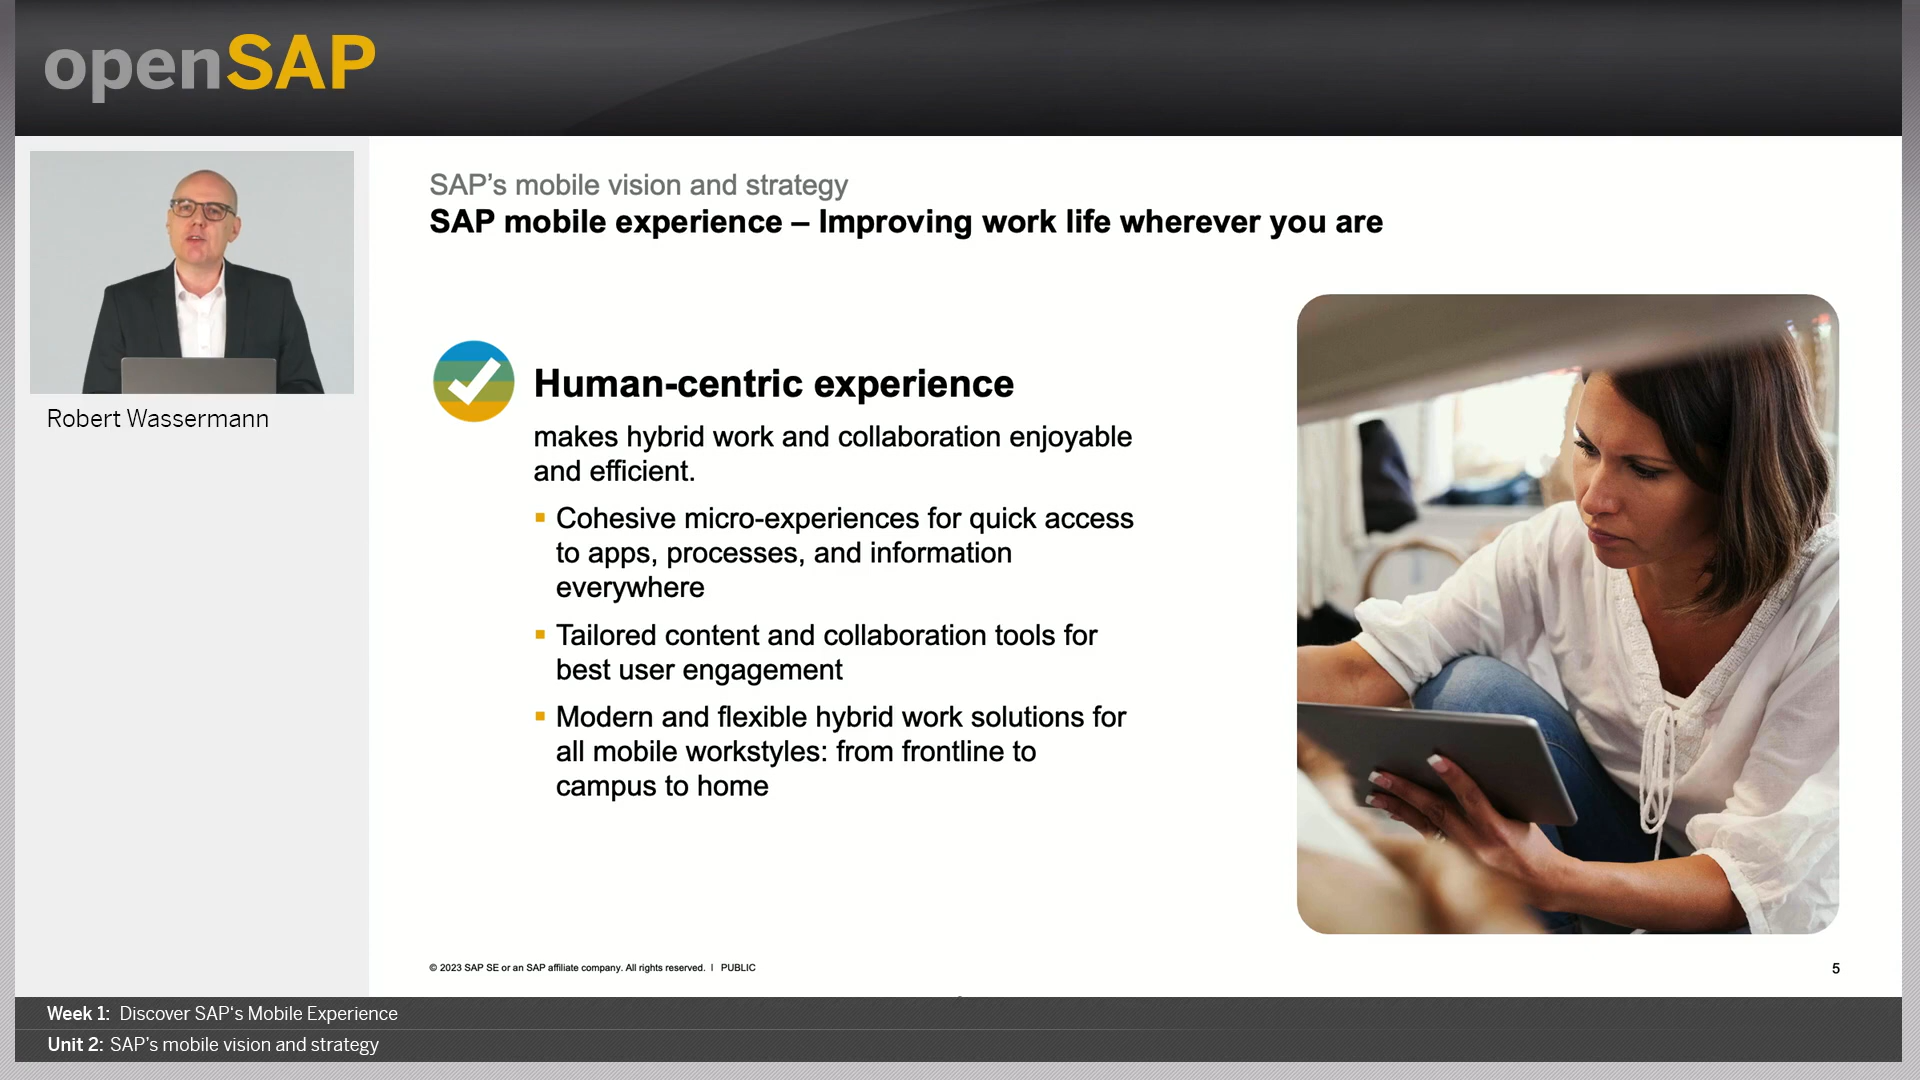 openSAP
SAP's mobile vision and strategy
SAP mobile experience – Improving work life wherever you are
Robert Wassermann
Human-centric experience
makes hybrid work and collaboration enjoyable
and efficient.
▪ Cohesive micro-experiences for quick access
to apps, processes, and information
everywhere
▪ Tailored content and collaboration tools for
best user engagement
▪ Modern and flexible hybrid work solutions for
all mobile workstyles: from frontline to
campus to home
© 2023 SAP SE or an SAP affiliate company. All rights reserved. | PUBLIC
5
Week 1: Discover SAP's Mobile Experience
Unit 2: SAP's mobile vision and strategy